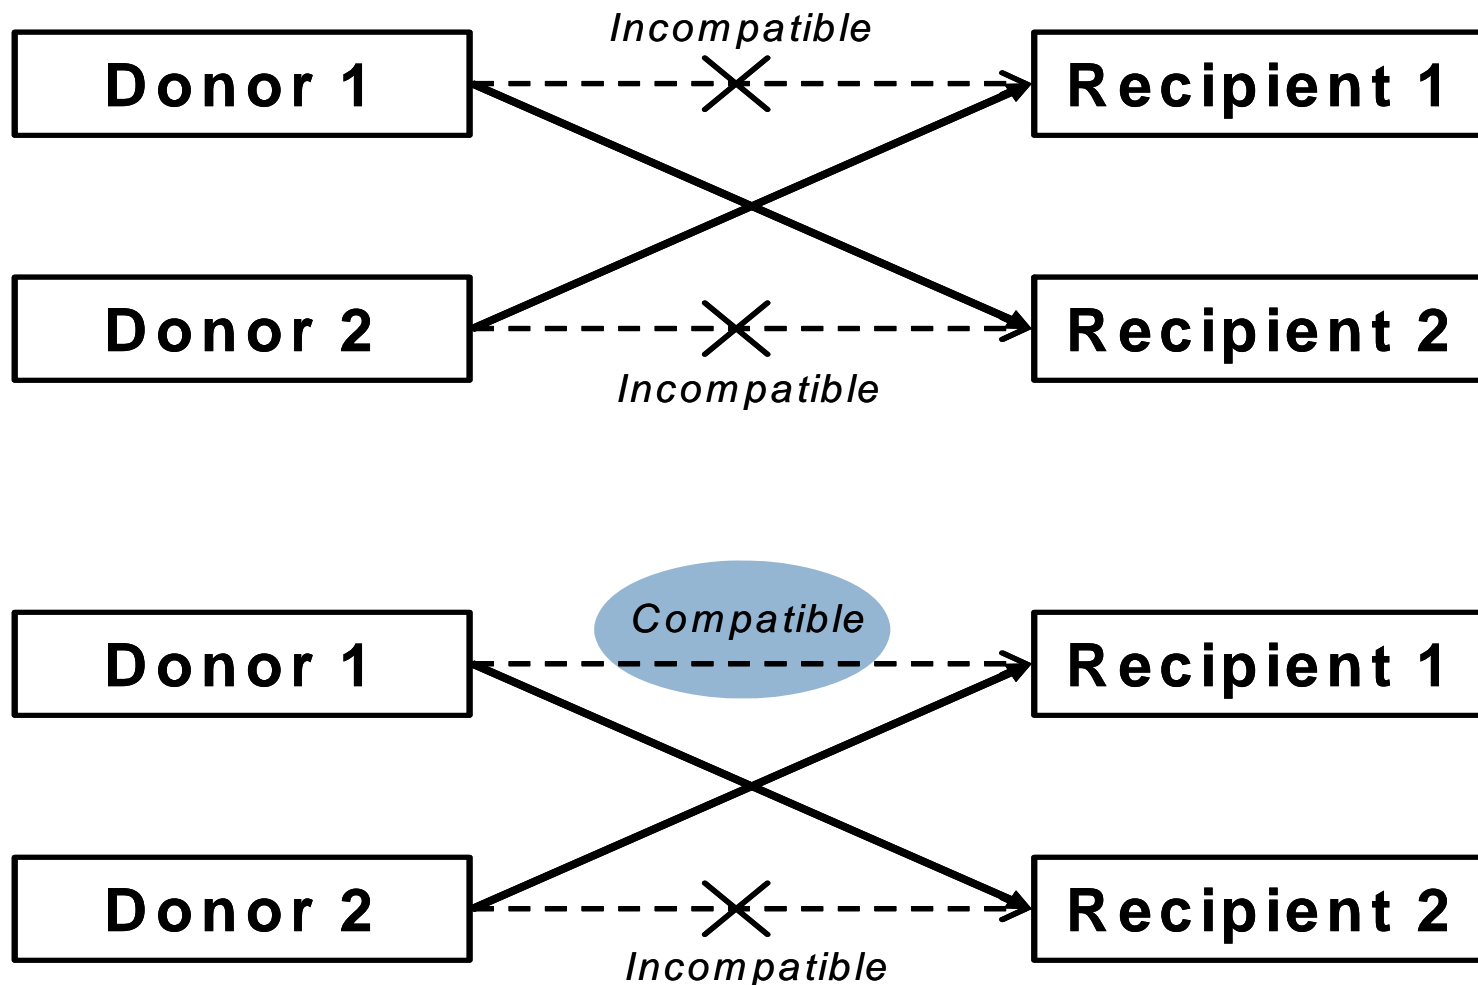 Incompatible
Donor 1
Recipient 1
Donor 2
Recipient 2
Incompatible
Compatible
Donor 1
Recipient 1
Donor 2
Recipient 2
Incompatible